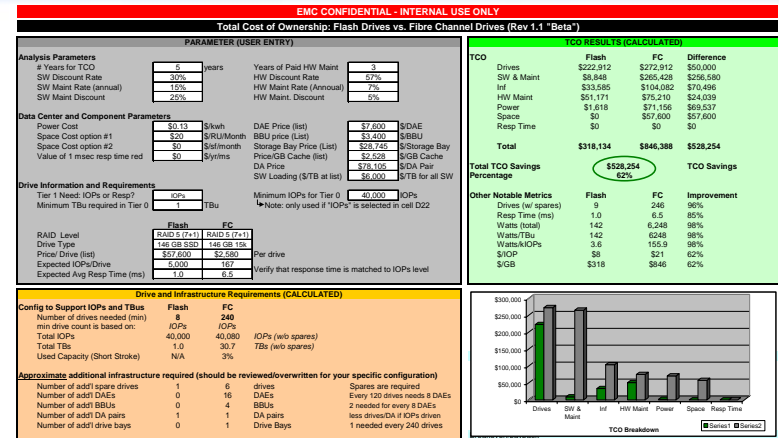 EMC CONFIDENTIAL - INTERNAL USE ONLY
Total Cost of Ownership: Flash Drives vs. Fibre Channel Drives (Rev 1.1 "Beta")
PARAMETER (USER ENTRY)
Analysis Parameters
# Years for TCO 5 years Years of Paid HW Maint 3
SW Discount Rate 30% HW Discount Rate 57%
SW Maint Rate (annual) 15% HW Maint Rate (Annual) 7%
SW Maint Discount 25% HW Maint. Discount 5%
Data Center and Component Parameters
Power Cost $0.13 $/kwh DAE Price (list) $7,600 $/DAE
Space Cost option #1 $20 $/RU/Month BBU price (List) $3,400 $/BBU
Space Cost option #2 $0 $/sf/month Storage Bay Price (List) $28,745 $/Storage Bay
Value of 1 msec resp time red $0 $/yr/ms Price/GB Cache (list) $2,528 $/GB Cache
DA Price $78,105 $/DA Pair
SW Loading ($/TB at list) $6,000 $/TB for all SW
Drive Information and Requirements
Tier 1 Need: IOPs or Resp? IOPs Minimum IOPs for Tier 0 40,000 IOPs
Minimum TBu required in Tier 0 1 TBu Note: only used if "IOPs" is selected in cell D22
Flash FC
RAID Level RAID 5 (7+1) RAID 5 (7+1)
Drive Type 146 GB SSD 146 GB 15k
Price/ Drive (list) $57,600 $2,580 Per drive
Expected IOPs/Drive 5,000 167
Expected Avg Resp Time (ms) 1.0 6.5 Verify that response time is matched to IOPs level
TCO RESULTS (CALCULATED)
TCO Flash FC Difference
Drives $222,912 $272,912 $50,000
SW & Maint $8,848 $265,428 $256,580
Inf $33,585 $104,082 $70,496
HW Maint $51,171 $75,210 $24,039
Power $1,618 $71,156 $69,537
Space $0 $57,600 $57,600
Resp Time $0 $0 $0
Total $318,134 $846,388 $528,254
Total TCO Savings $528,254 TCO Savings
Percentage 62%
Other Notable Metrics Flash FC Improvement
Drives (w/ spares) 9 246 96%
Resp Time (ms) 1.0 6.5 85%
Watts (total) 142 6,248 98%
Watts/TBu 142 6248 98%
Watts/kIOPs 3.6 155.9 98%
$/IOP $8 $21 62%
$/GB $318 $846 62%
Drive and Infrastructure Requirements (CALCULATED)
Config to Support IOPs and TBus Flash FC
Number of drives needed (min) 8 240
min drive count is based on: IOPs IOPs
Total IOPs 40,000 40,080 IOPs (w/o spares)
Total TBs 1.0 30.7 TBs (w/o spares)
Used Capacity (Short Stroke) N/A 3%
Approximate additional infrastructure required (should be reviewed/overwritten for your specific configuration)
Number of add'l spare drives 1 6 drives Spares are required
Number of add'l DAEs 0 16 DAEs Every 120 drives needs 8 DAEs
Number of add'l BBUs 0 4 BBUs 2 needed for every 8 DAEs
Number of add'l DA pairs 1 1 DA pairs less drives/DA if IOPs driven
Number of add'l drive bays 0 1 Drive Bays 1 needed every 240 drives
$300,000
$250,000
$200,000
$150,000
$100,000
$50,000
$0
Drives SW & Maint Inf HW Maint Power Space Resp Time
TCO Breakdown
Series1 Series2